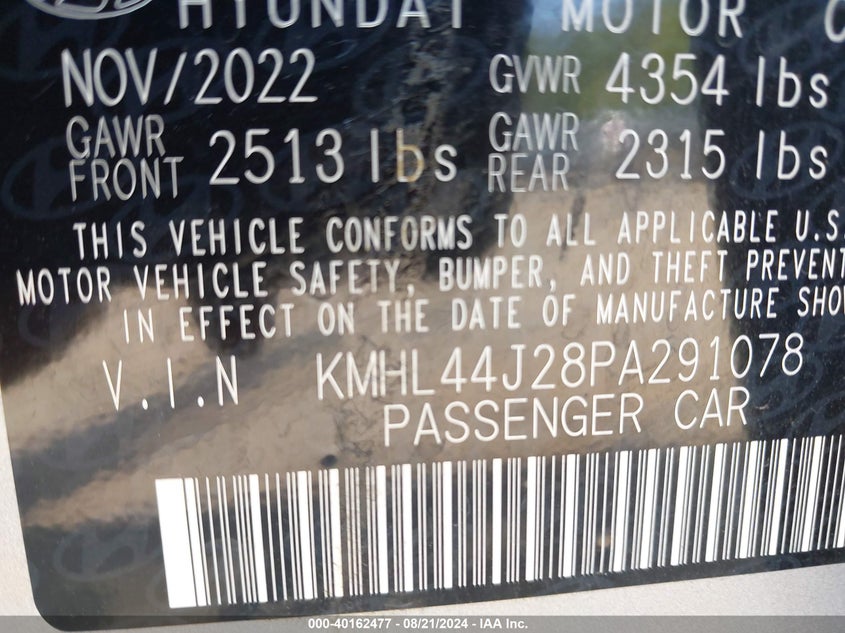 HYUNDAI MOTOR C
NOV/2022 GVWR 4354 lbs
GAWR FRONT 2513 lbs GAWR REAR 2315 lbs
THIS VEHICLE CONFORMS TO ALL APPLICABLE U.S.
MOTOR VEHICLE SAFETY, BUMPER, AND THEFT PREVENT
IN EFFECT ON THE DATE OF MANUFACTURE SHO
V.I.N KMHL44J28PA291078
PASSENGER CAR
000-40162477 - 08/21/2024 - IAA Inc.